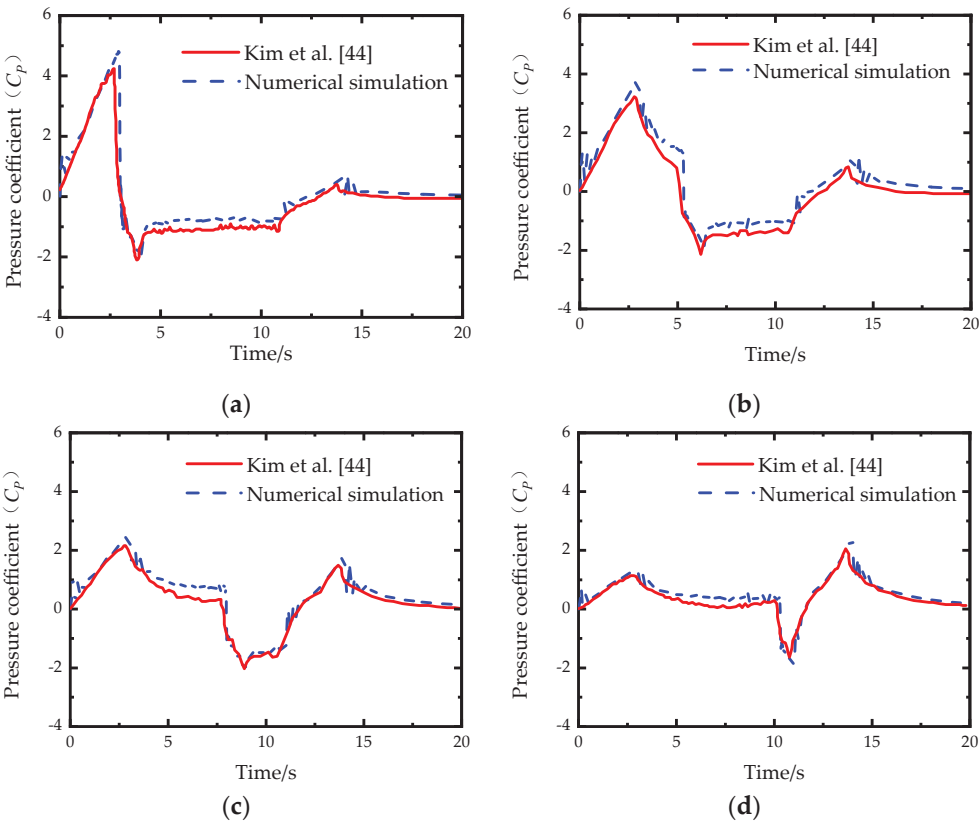 6
4
2
0
-2
-4
Pressure coefficient（C_P）
Kim et al. [44]
Numerical simulation
0 5 10 15 20
Time/s
(a)
6
4
2
0
-2
-4
Pressure coefficient（C_P）
Kim et al. [44]
Numerical simulation
0 5 10 15 20
Time/s
(b)
6
4
2
0
-2
-4
Pressure coefficient（C_P）
Kim et al. [44]
Numerical simulation
0 5 10 15 20
Time/s
(c)
6
4
2
0
-2
-4
Pressure coefficient（C_P）
Kim et al. [44]
Numerical simulation
0 5 10 15 20
Time/s
(d)